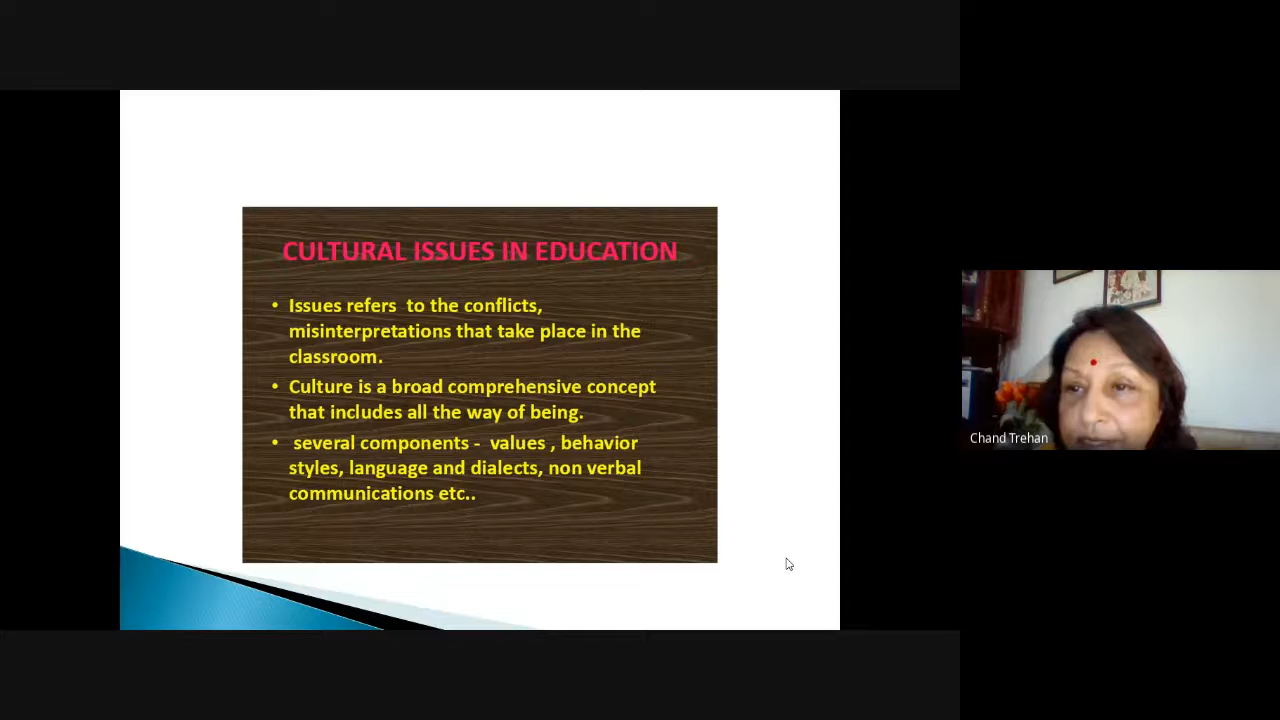 CULTURAL ISSUES IN EDUCATION
• Issues refers  to the conflicts,
misinterpretations that take place in the
classroom.
• Culture is a broad comprehensive concept
that includes all the way of being.
•  several components -  values , behavior
styles, language and dialects, non verbal
communications etc..
Chand Trehan